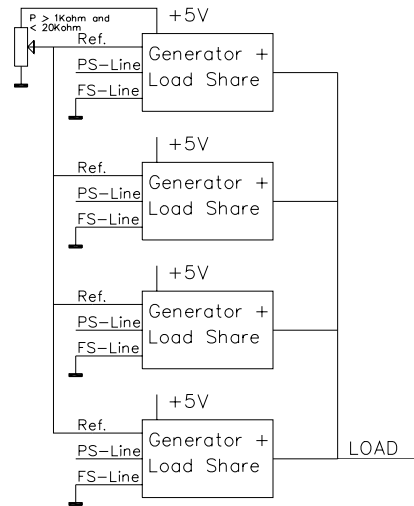 P > 1Kohm and
< 20Kohm
+5V
Ref.
PS-Line
FS-Line
Generator +
Load Share
+5V
Ref.
PS-Line
FS-Line
Generator +
Load Share
+5V
Ref.
PS-Line
FS-Line
Generator +
Load Share
+5V
Ref.
PS-Line
FS-Line
Generator +
Load Share
LOAD